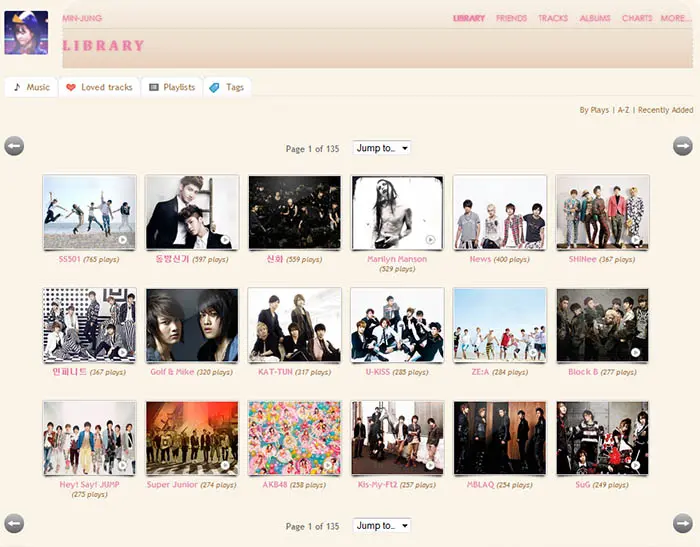 MIN-JUNG
LIBRARY FRIENDS TRACKS ALBUMS CHARTS MORE...
LIBRARY
Music Loved tracks Playlists Tags
By Plays | A-Z | Recently Added
Page 1 of 135 Jump to..
SS501 (765 plays) 동방신기 (597 plays) 신화 (559 plays) Marilyn Manson (529 plays) News (400 plays) SHINee (367 plays)
인피니트 (367 plays) Golf & Mike (320 plays) KAT-TUN (317 plays) U-KISS (285 plays) ZE:A (284 plays) Block B (277 plays)
Hey! Say! JUMP (275 plays) Super Junior (274 plays) AKB48 (258 plays) Kis-My-Ft2 (257 plays) MBLAQ (254 plays) SuG (249 plays)
Page 1 of 135 Jump to..